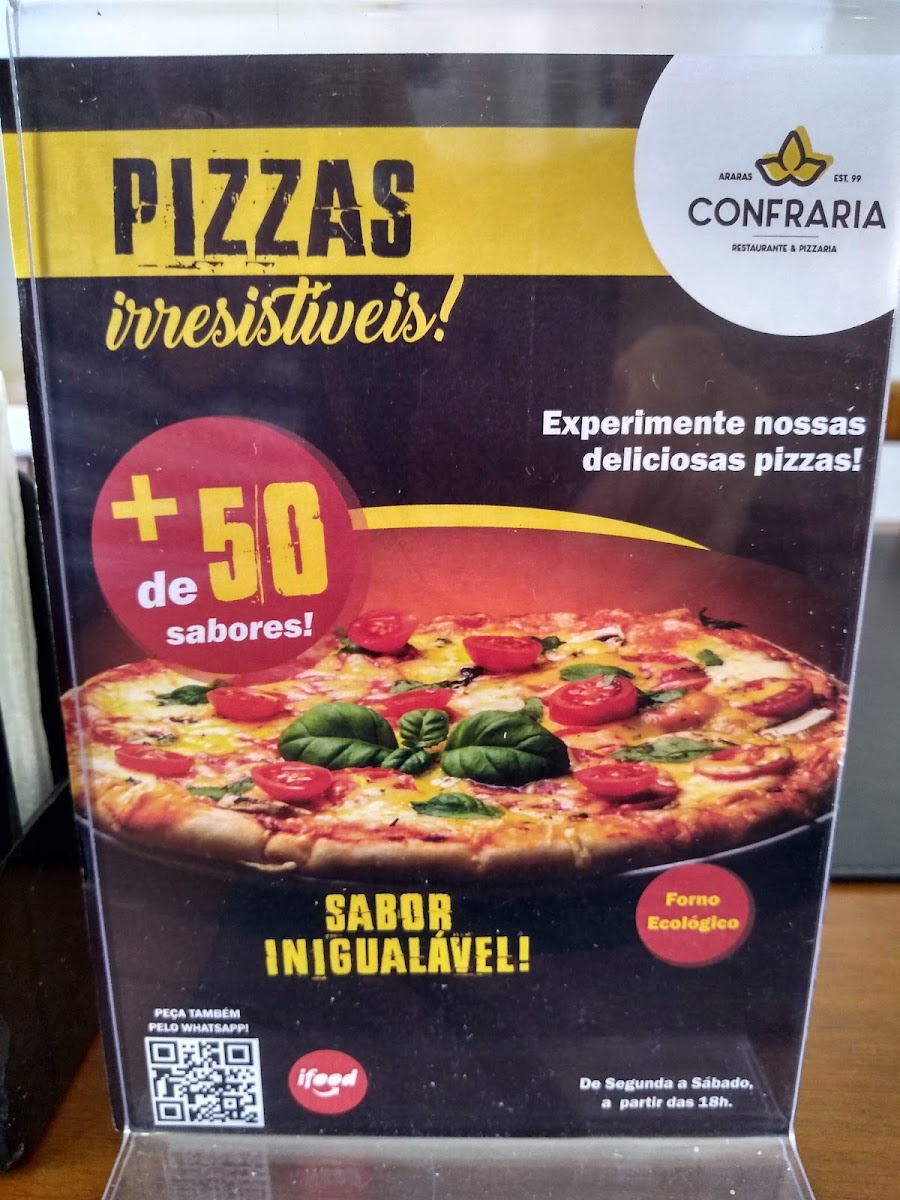 PIZZAS
irresistíveis!
ARARAS EST. 99
CONFRARIA
RESTAURANTE & PIZZARIA
Experimente nossas
deliciosas pizzas!
+ de 50
sabores!
SABOR
INIGUALÁVEL!
Forno
Ecológico
PEÇA TAMBÉM
PELO WHATSAPP!
ifood
De Segunda a Sábado,
a partir das 18h.